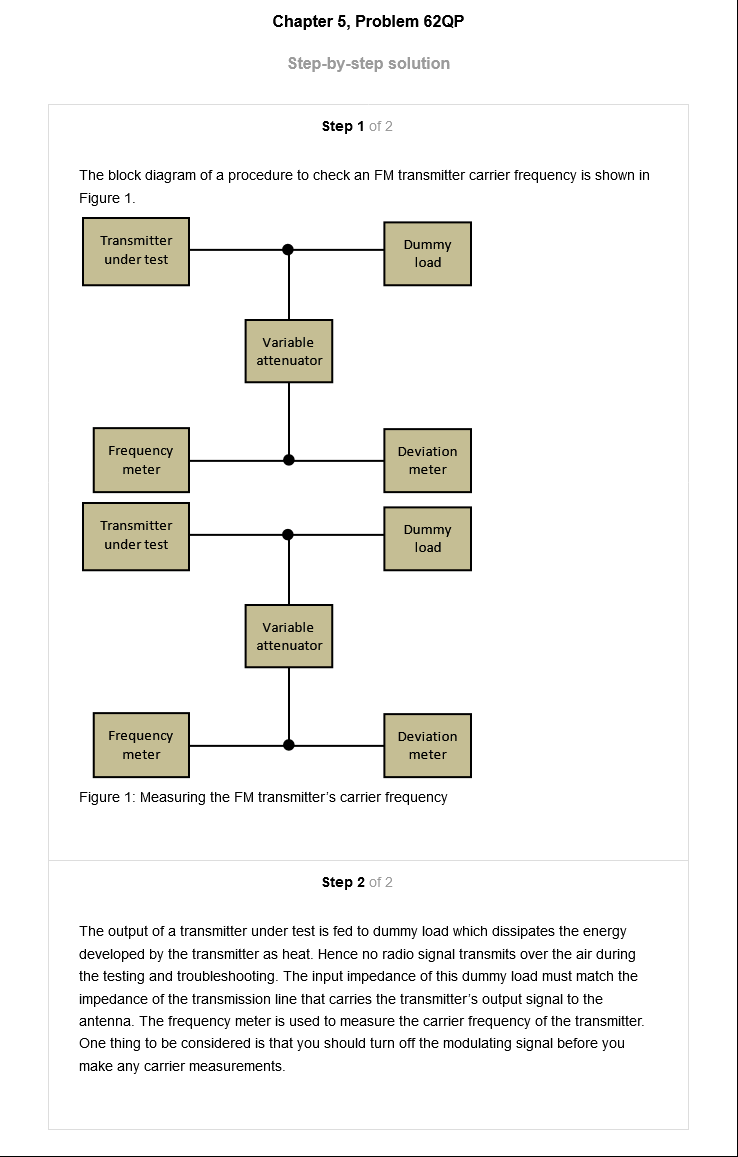 Chapter 5, Problem 62QP
Step-by-step solution
Step 1 of 2
The block diagram of a procedure to check an FM transmitter carrier frequency is shown in
Figure 1.
Transmitter
under test
Dummy
load
Variable
attenuator
Frequency
meter
Deviation
meter
Transmitter
under test
Dummy
load
Variable
attenuator
Frequency
meter
Deviation
meter
Figure 1: Measuring the FM transmitter’s carrier frequency
Step 2 of 2
The output of a transmitter under test is fed to dummy load which dissipates the energy
developed by the transmitter as heat. Hence no radio signal transmits over the air during
the testing and troubleshooting. The input impedance of this dummy load must match the
impedance of the transmission line that carries the transmitter’s output signal to the
antenna. The frequency meter is used to measure the carrier frequency of the transmitter.
One thing to be considered is that you should turn off the modulating signal before you
make any carrier measurements.